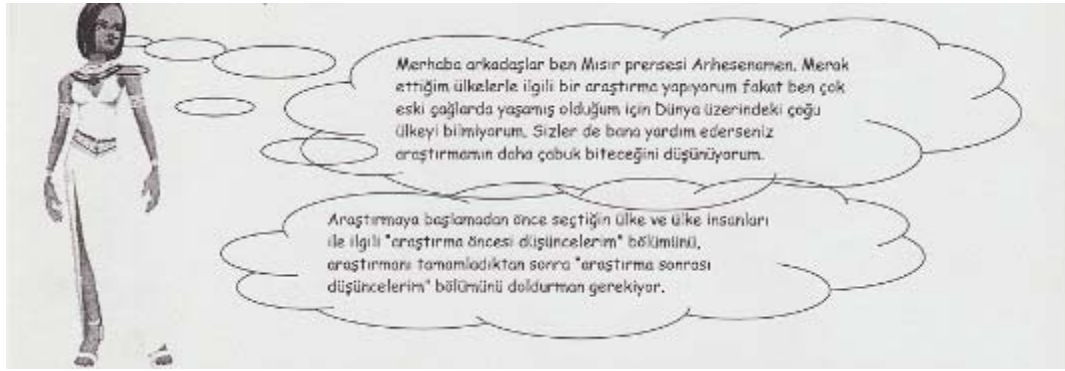 Merhaba arkadaşlar ben Mısır prensesi Arhesenamen. Merak
ettiğim ülkelerle ilgili bir araştırma yapıyorum fakat ben çok
eski çağlarda yaşamış olduğum için Dünya üzerindeki çoğu
ülkeyi bilmiyorum. Sizler de bana yardım ederseniz
araştırmamın daha çabuk biteceğini düşünüyorum.
Araştırmaya başlamadan önce seçtiğin ülke ve ülke insanları
ile ilgili "araştırma öncesi düşüncelerim" bölümünü,
araştırmanı tamamladıktan sonra "araştırma sonrası
düşüncelerim" bölümünü doldurman gerekiyor.